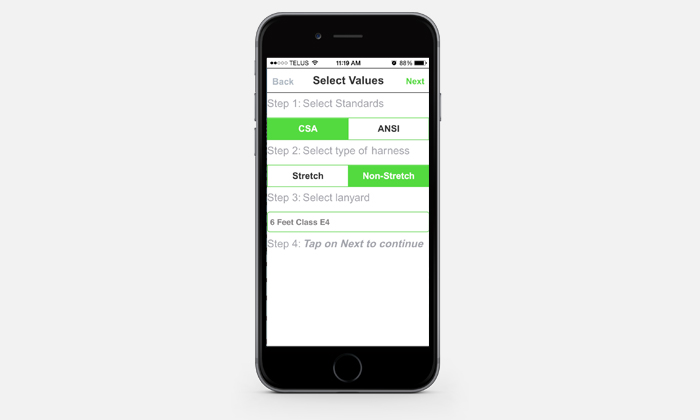 TELUS 11:19 AM 88%
Back Select Values Next
Step 1: Select Standards
CSA ANSI
Step 2: Select type of harness
Stretch Non-Stretch
Step 3: Select lanyard
6 Feet Class E4
Step 4: Tap on Next to continue